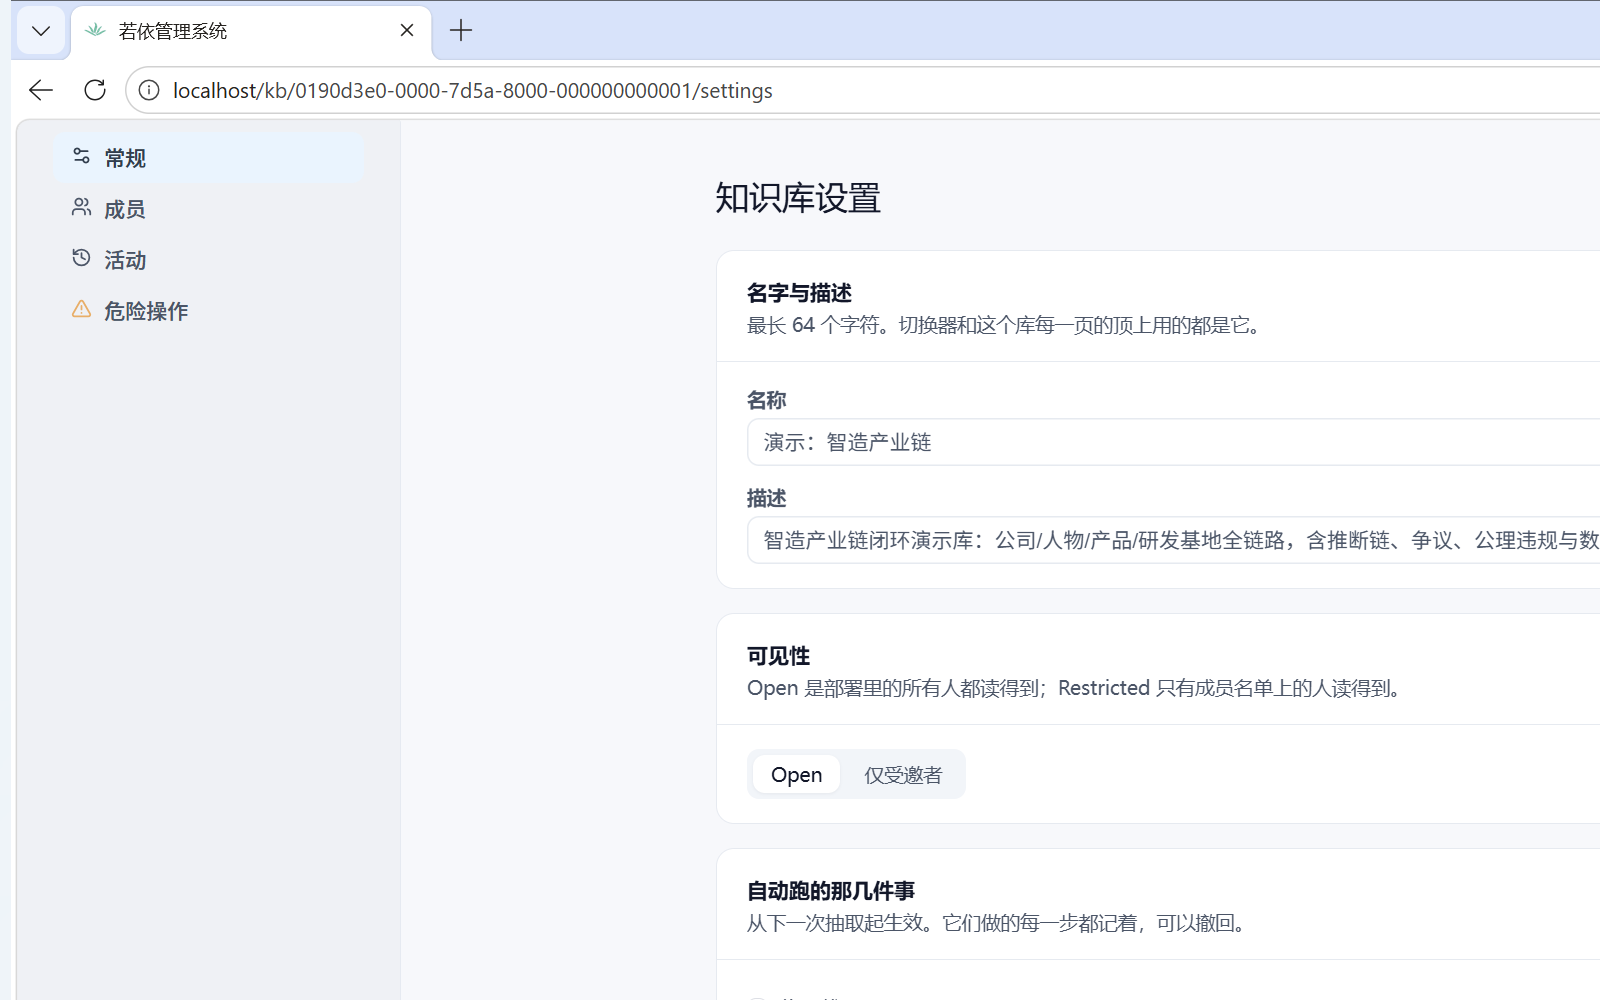 若依管理系统
localhost/kb/0190d3e0-0000-7d5a-8000-000000000001/settings
常规
成员
活动
危险操作
知识库设置
名字与描述
最长 64 个字符。切换器和这个库每一页的顶上用的都是它。
名称
演示：智造产业链
描述
智造产业链闭环演示库：公司/人物/产品/研发基地全链路，含推断链、争议、公理违规与数
可见性
Open 是部署里的所有人都读得到；Restricted 只有成员名单上的人读得到。
Open 仅受邀者
自动跑的那几件事
从下一次抽取起生效。它们做的每一步都记着，可以撤回。